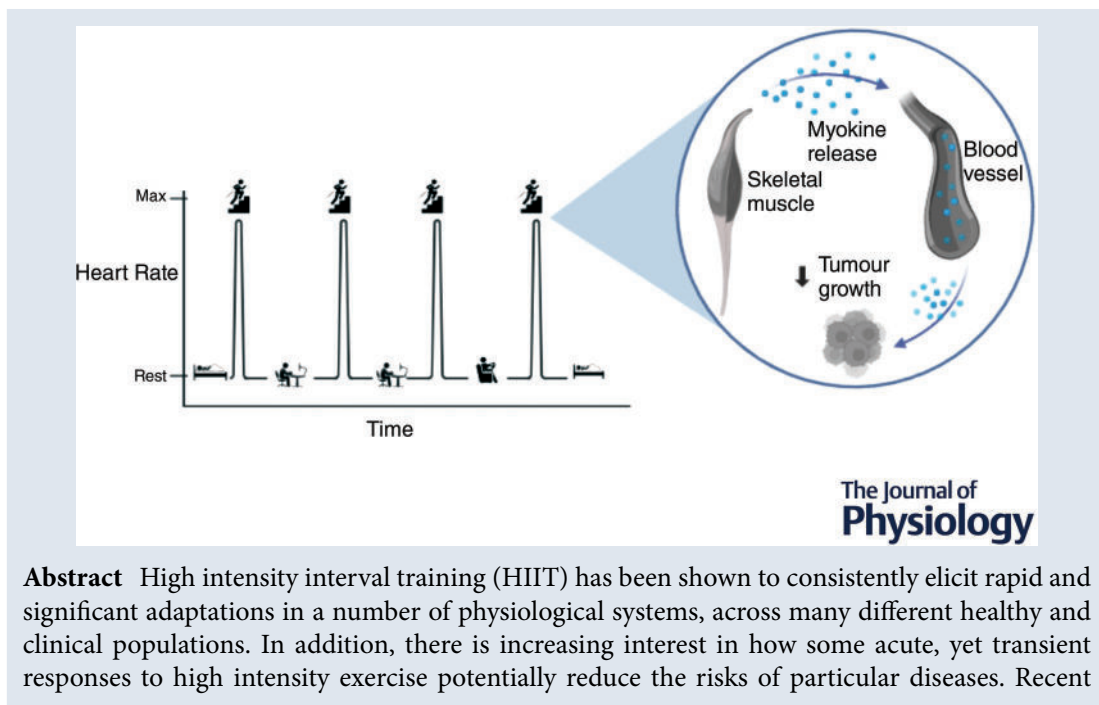 Max
Heart Rate
Rest
Time
Myokine
release
Skeletal
muscle
Blood
vessel
Tumour
growth
The Journal of
Physiology
Abstract High intensity interval training (HIIT) has been shown to consistently elicit rapid and
significant adaptations in a number of physiological systems, across many different healthy and
clinical populations. In addition, there is increasing interest in how some acute, yet transient
responses to high intensity exercise potentially reduce the risks of particular diseases. Recent